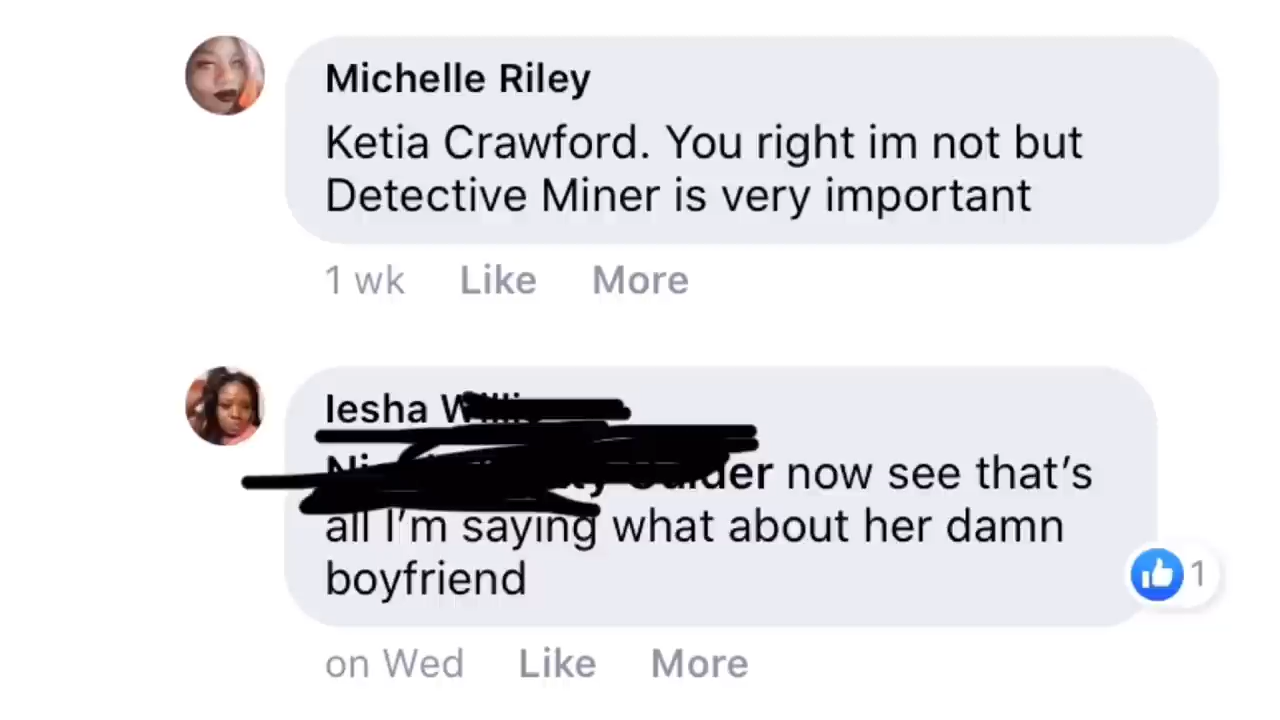 Michelle Riley
Ketia Crawford. You right im not but
Detective Miner is very important
1 wk Like More
Iesha
now see that's
all I'm saying what about her damn
boyfriend
1
on Wed Like More